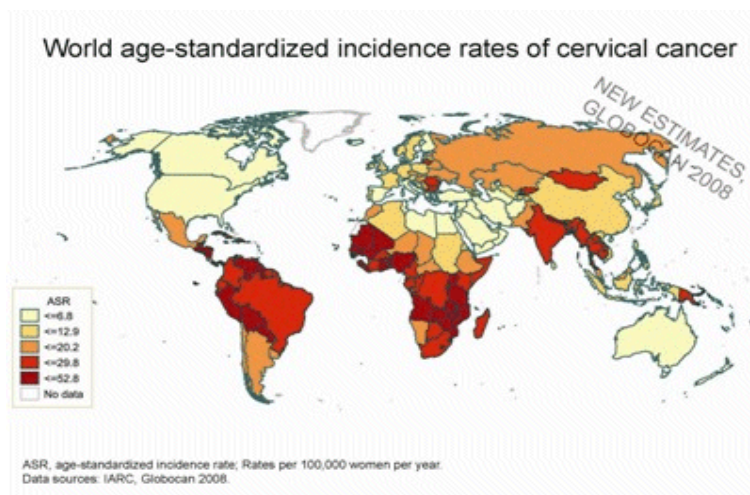 World age-standardized incidence rates of cervical cancer
NEW ESTIMATES,
GLOBOCAN 2008
ASR
<=6.8
<=12.9
<=20.2
<=29.8
<=52.8
No data
ASR, age-standardized incidence rate; Rates per 100,000 women per year.
Data sources: IARC, Globocan 2008.